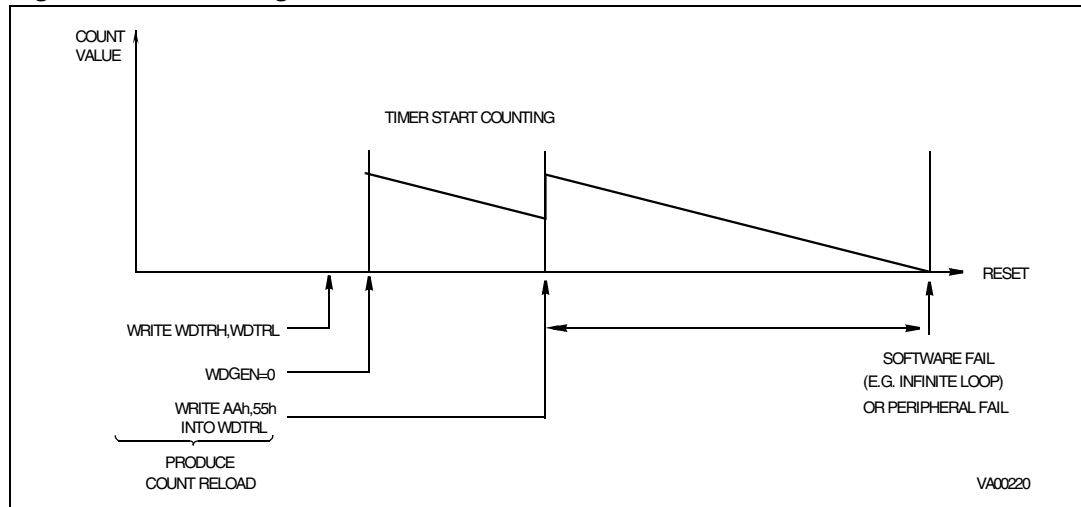 COUNT
VALUE
TIMER START COUNTING
RESET
WRITE WDTRH,WDTRL
WDGEN=0
WRITE AAh,55h
INTO WDTRL
PRODUCE
COUNT RELOAD
SOFTWARE FAIL
(E.G. INFINITE LOOP)
OR PERIPHERAL FAIL
VA00220